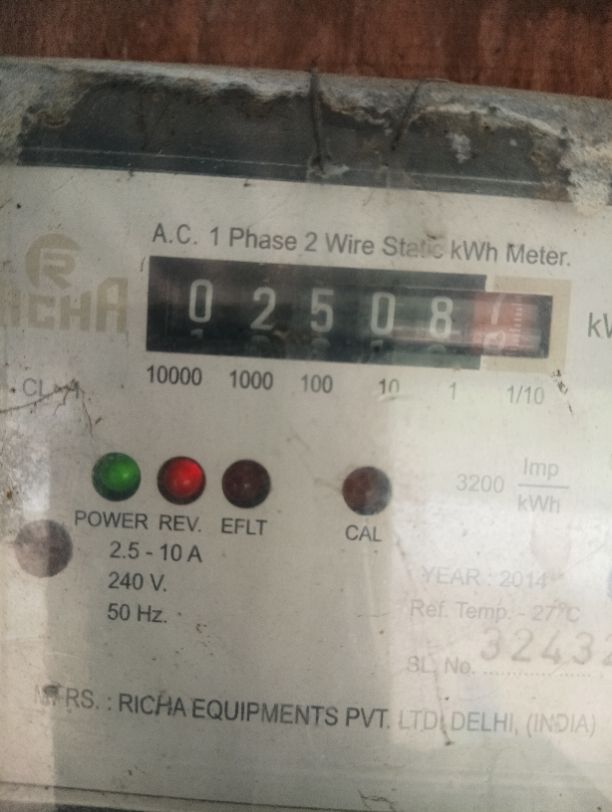 A.C. 1 Phase 2 Wire Static kWh Meter.
RICHA
0 2 5 0 8 7
10000 1000 100 10 1 1/10
3200 Imp
kWh
POWER REV. EFLT CAL
2.5 - 10 A
240 V.
50 Hz.
YEAR : 2014
Ref. Temp. - 27°C
SL. No. 32432
MFRS. : RICHA EQUIPMENTS PVT. LTD. DELHI, (INDIA)